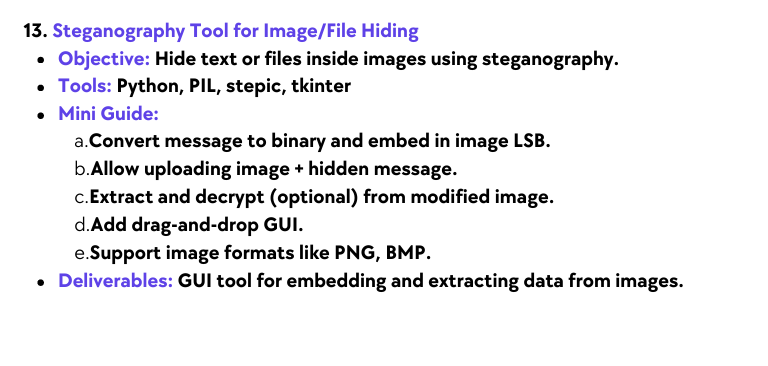 13. Steganography Tool for Image/File Hiding
• Objective: Hide text or files inside images using steganography.
• Tools: Python, PIL, stepic, tkinter
• Mini Guide:
a.Convert message to binary and embed in image LSB.
b.Allow uploading image + hidden message.
c.Extract and decrypt (optional) from modified image.
d.Add drag-and-drop GUI.
e.Support image formats like PNG, BMP.
• Deliverables: GUI tool for embedding and extracting data from images.